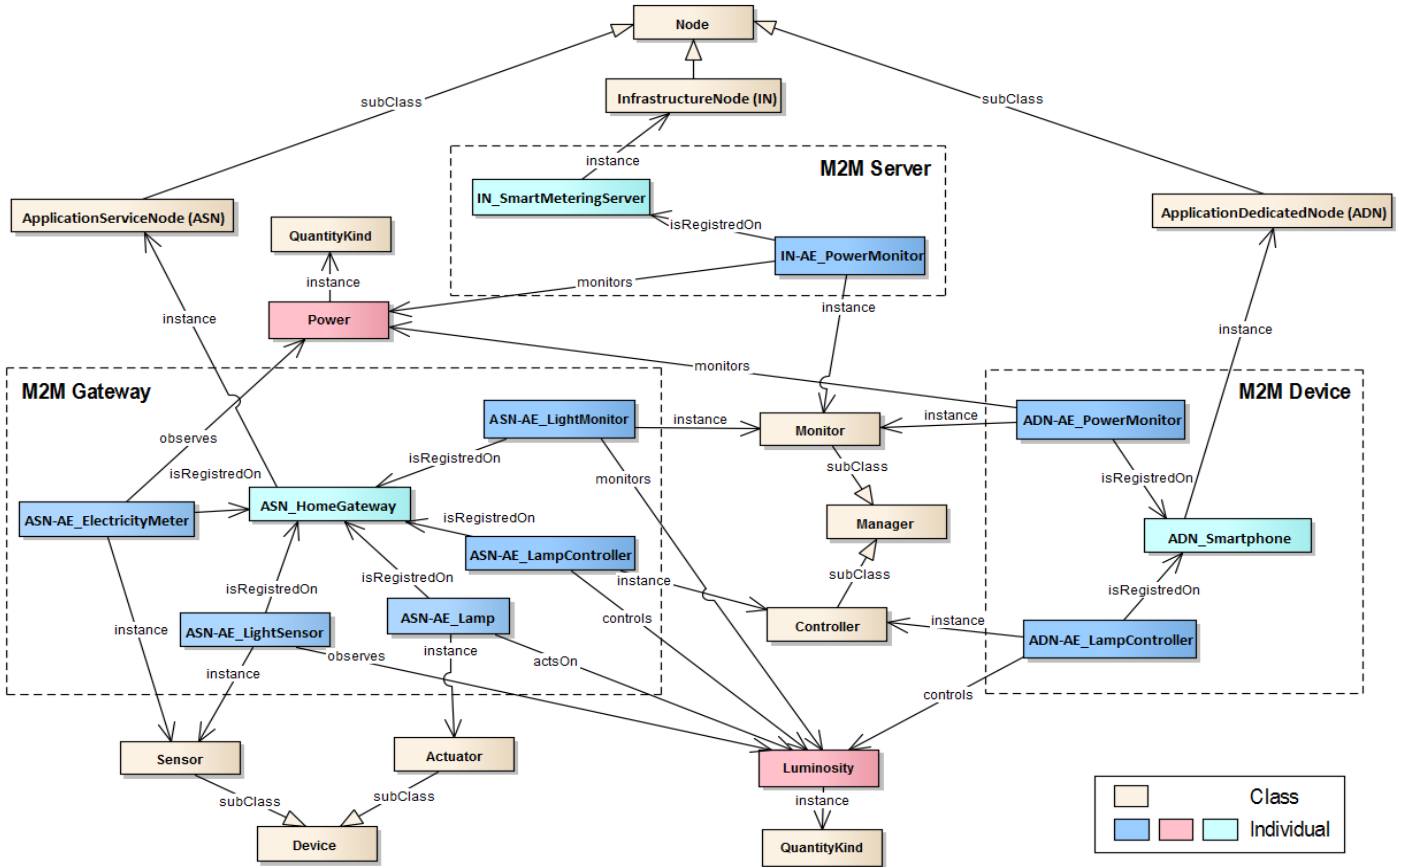 Node
subClass
InfrastructureNode (IN)
subClass
instance
M2M Server
IN_SmartMeteringServer
ApplicationServiceNode (ASN)
ApplicationDedicatedNode (ADN)
isRegistredOn
QuantityKind
IN-AE_PowerMonitor
instance
monitors
instance
instance
Power
instance
monitors
M2M Gateway
M2M Device
ASN-AE_LightMonitor
instance
Monitor
instance
ADN-AE_PowerMonitor
observes
isRegistredOn
isRegistredOn
monitors
subClass
isRegistredOn
ASN_HomeGateway
ASN-AE_ElectricityMeter
isRegistredOn
Manager
ADN_Smartphone
ASN-AE_LampController
isRegistredOn
instance
subClass
isRegistredOn
ASN-AE_Lamp
controls
instance
ASN-AE_LightSensor
Controller
instance
ADN-AE_LampController
observes
instance
actsOn
instance
controls
Sensor
Actuator
Luminosity
subClass
subClass
instance
Class
Device
QuantityKind
Individual